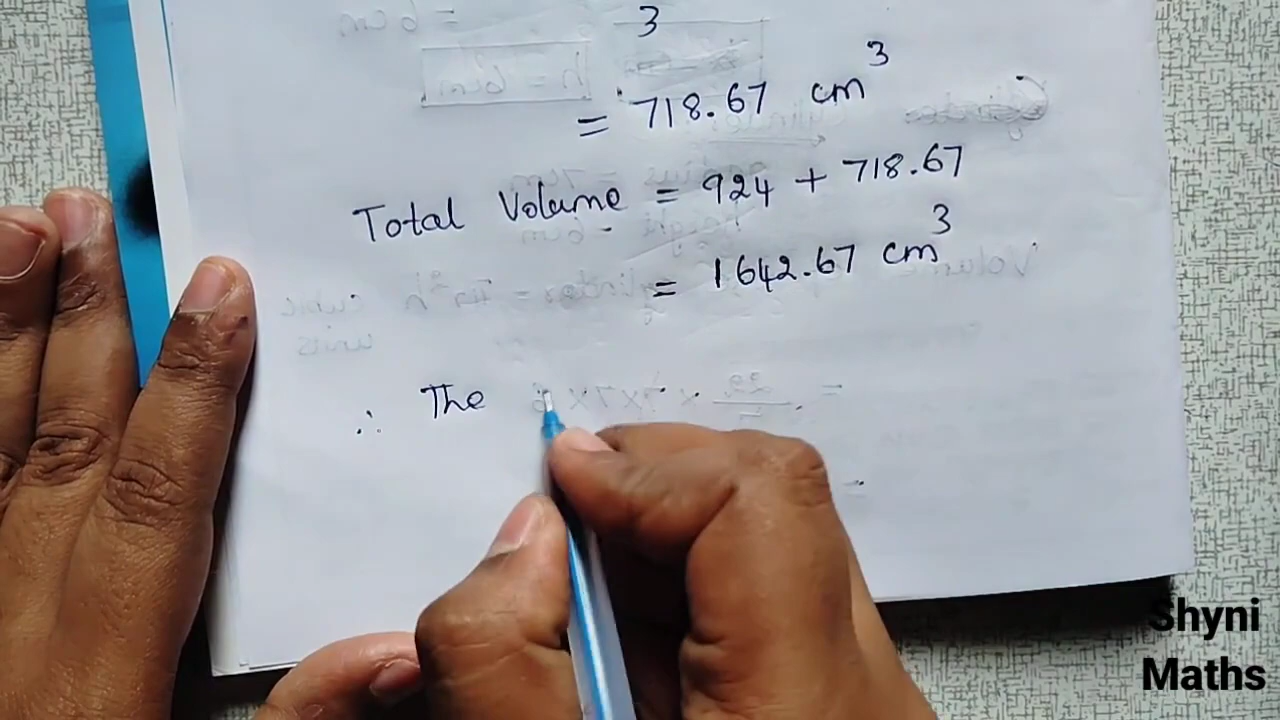 3
= 718.67 cm³
Total Volume = 924 + 718.67
= 1642.67 cm³
∴ The
Shyni
Maths